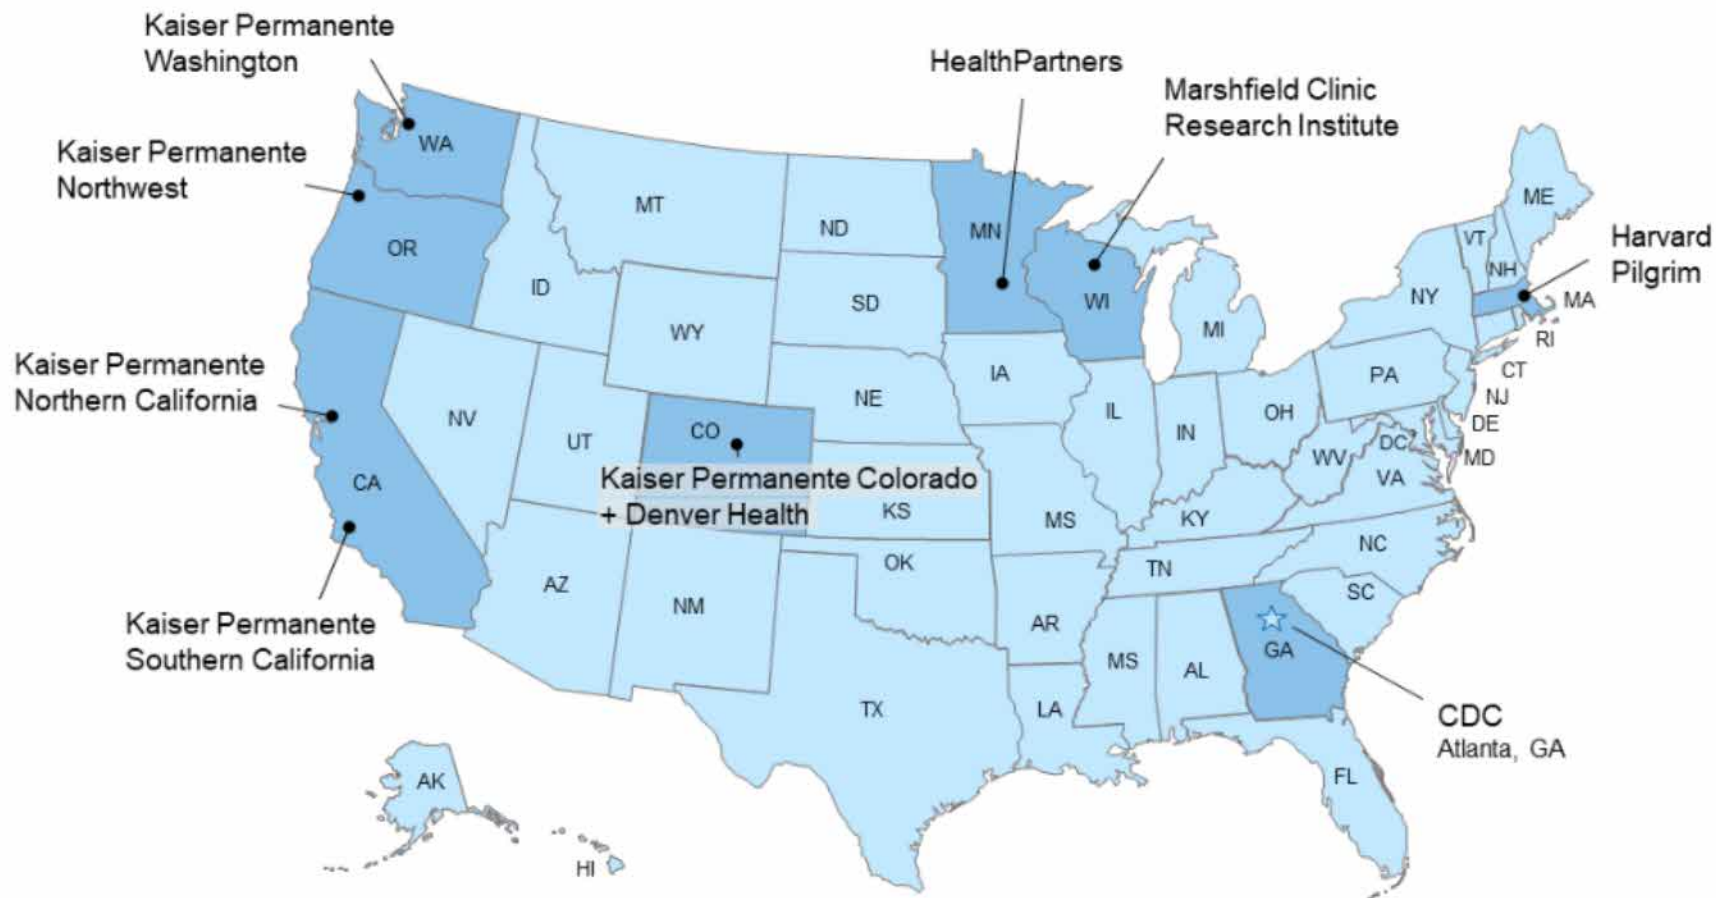 Kaiser Permanente
Washington
HealthPartners
Marshfield Clinic
Research Institute
Kaiser Permanente
Northwest
WA
OR
MT
ID
ND
MN
SD
WY
WI
MI
ME
VT
NH
NY
Harvard
Pilgrim
MA
RI
CT
Kaiser Permanente
Northern California
NV
UT
CO
NE
IA
IL
IN
OH
PA
NJ
DE
DC
MD
WV
VA
CA
Kaiser Permanente Colorado
+ Denver Health
KS
MS
KY
NC
TN
SC
AZ
NM
OK
AR
Kaiser Permanente
Southern California
TX
LA
MS
AL
GA
CDC
Atlanta, GA
FL
AK
HI